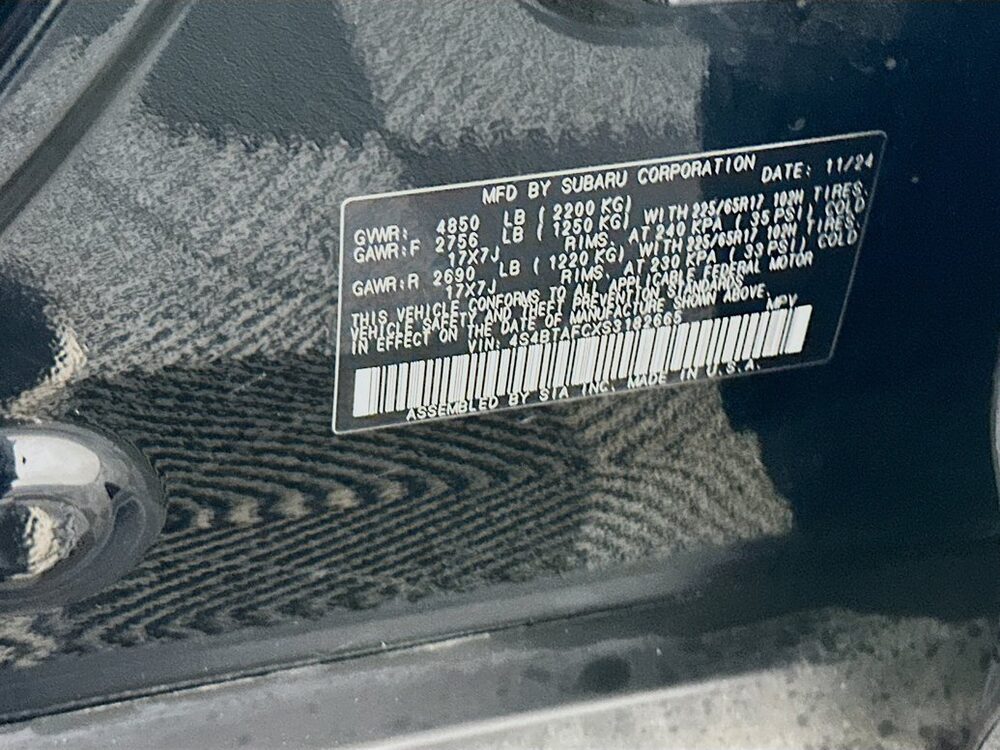 MFD BY SUBARU CORPORATION DATE: 11/24
GVWR: 4850 LB ( 2200 KG)
GAWR:F 2756 LB ( 1250 KG) WITH 225/65R17 102H TIRES,
17X7J RIMS, AT 240 KPA ( 35 PSI) COLD
GAWR:R 2690 LB ( 1220 KG) WITH 225/65R17 102H TIRES,
17X7J RIMS, AT 230 KPA ( 33 PSI) COLD
THIS VEHICLE CONFORMS TO ALL APPLICABLE FEDERAL MOTOR
VEHICLE SAFETY AND THEFT PREVENTION STANDARDS
IN EFFECT ON THE DATE OF MANUFACTURE SHOWN ABOVE.
VIN: 4S4BTAFCXS3182665 MPV
ASSEMBLED BY SIA INC. MADE IN U.S.A.